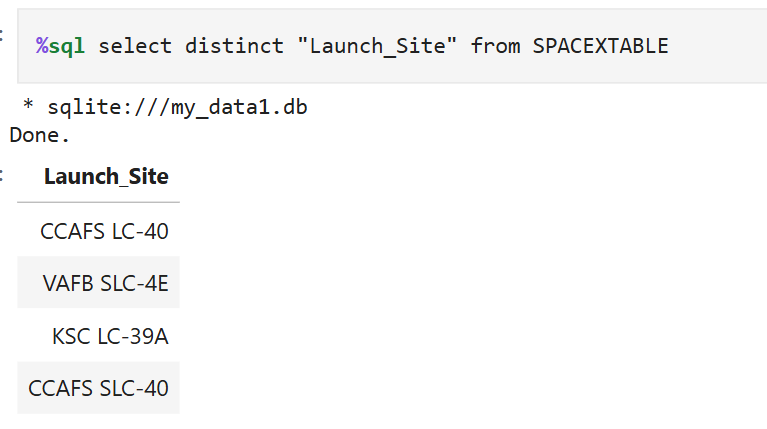 %sql select distinct "Launch_Site" from SPACEXTABLE
* sqlite:///my_data1.db
Done.
Launch_Site
CCAFS LC-40
VAFB SLC-4E
KSC LC-39A
CCAFS SLC-40